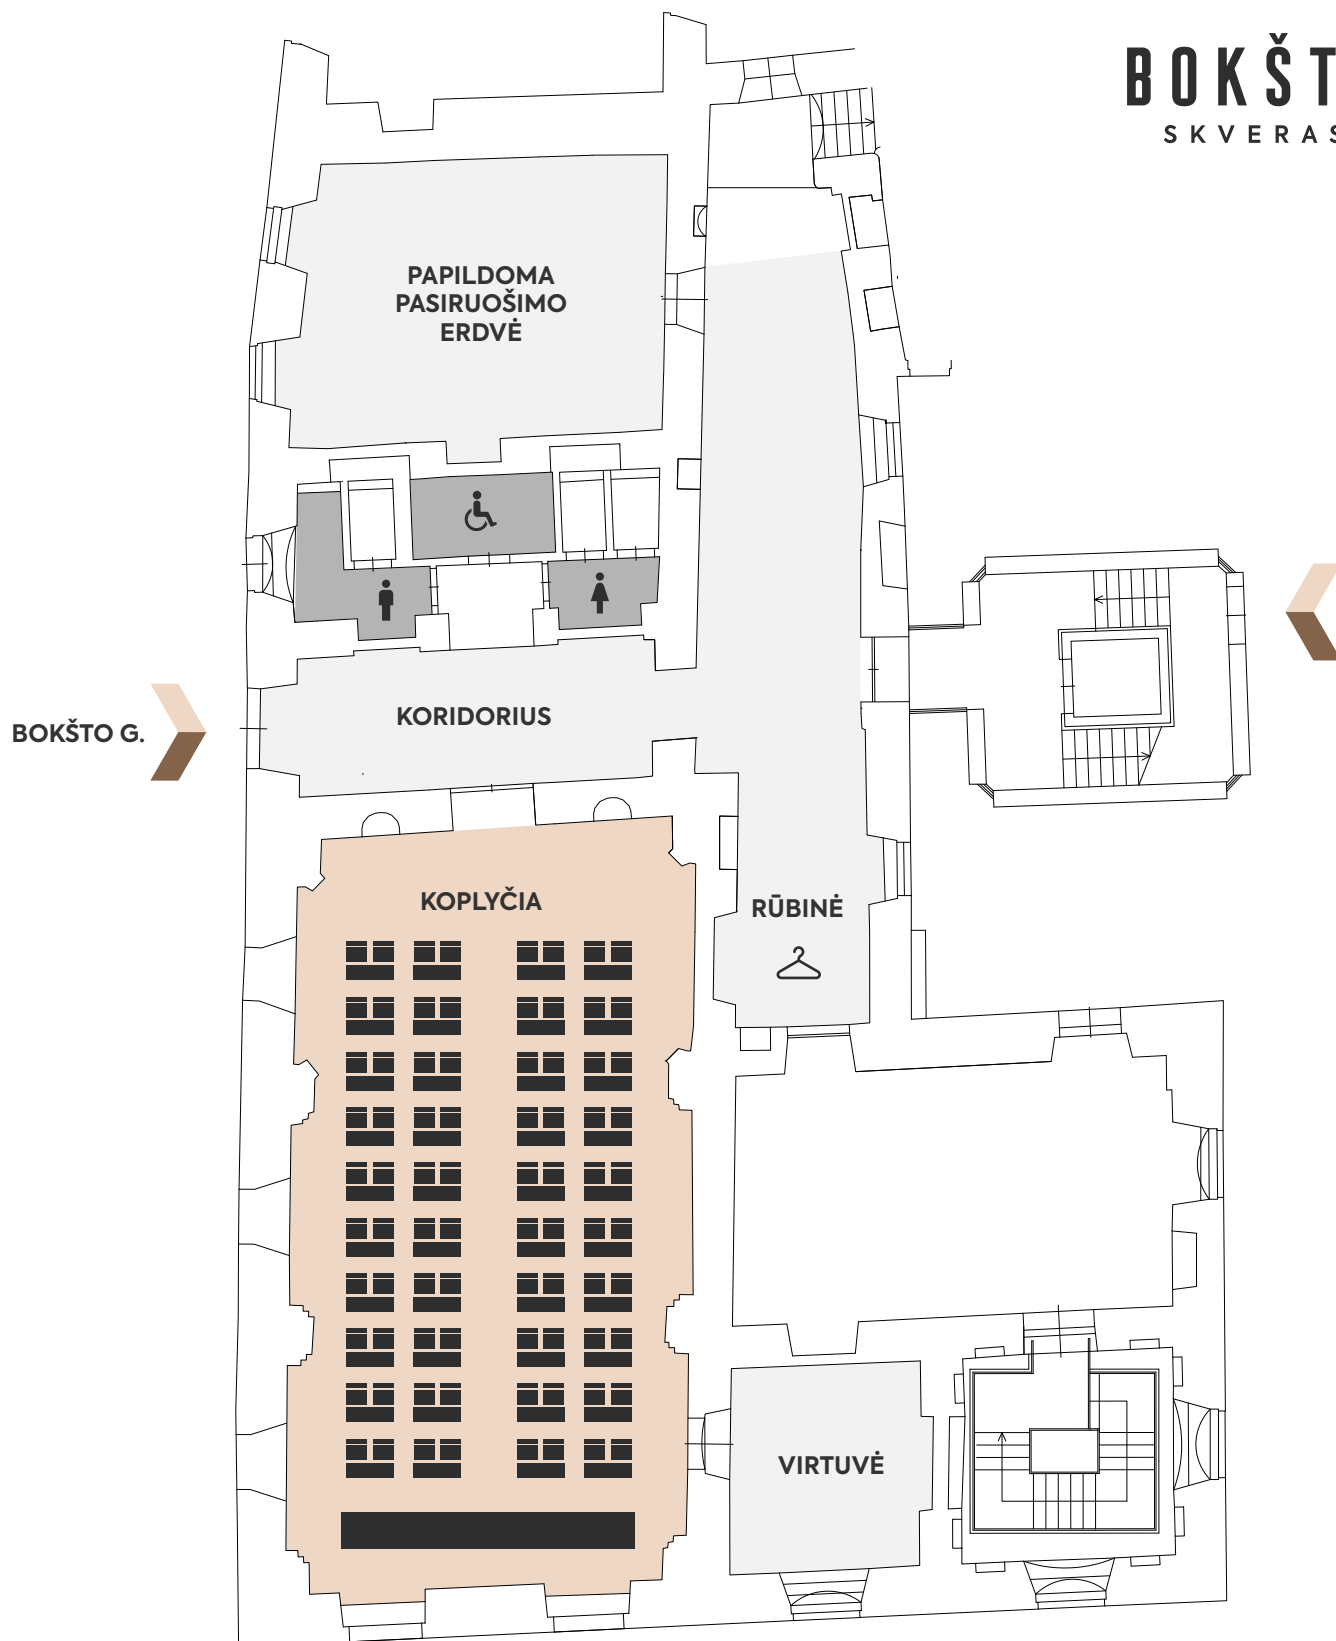 BOKŠT
SKVERAS
PAPILDOMA
PASIRUOŠIMO
ERDVĖ
KORIDORIUS
BOKŠTO G.
KOPLYČIA
RŪBINĖ
VIRTUVĖ